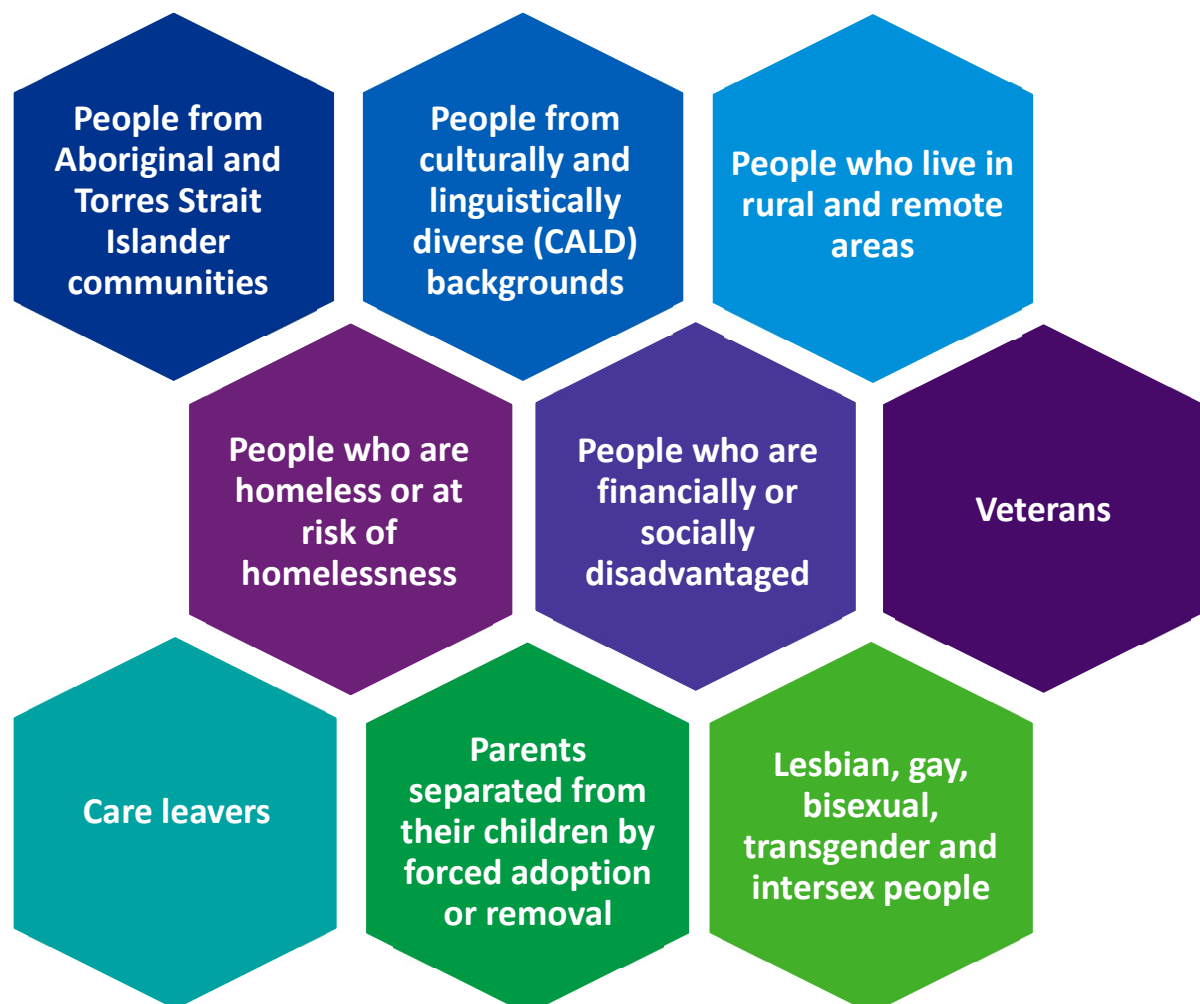 People from
Aboriginal and
Torres Strait
Islander
communities
People from
culturally and
linguistically
diverse (CALD)
backgrounds
People who live in
rural and remote
areas
People who are
homeless or at
risk of
homelessness
People who are
financially or
socially
disadvantaged
Veterans
Care leavers
Parents
separated from
their children by
forced adoption
or removal
Lesbian, gay,
bisexual,
transgender and
intersex people